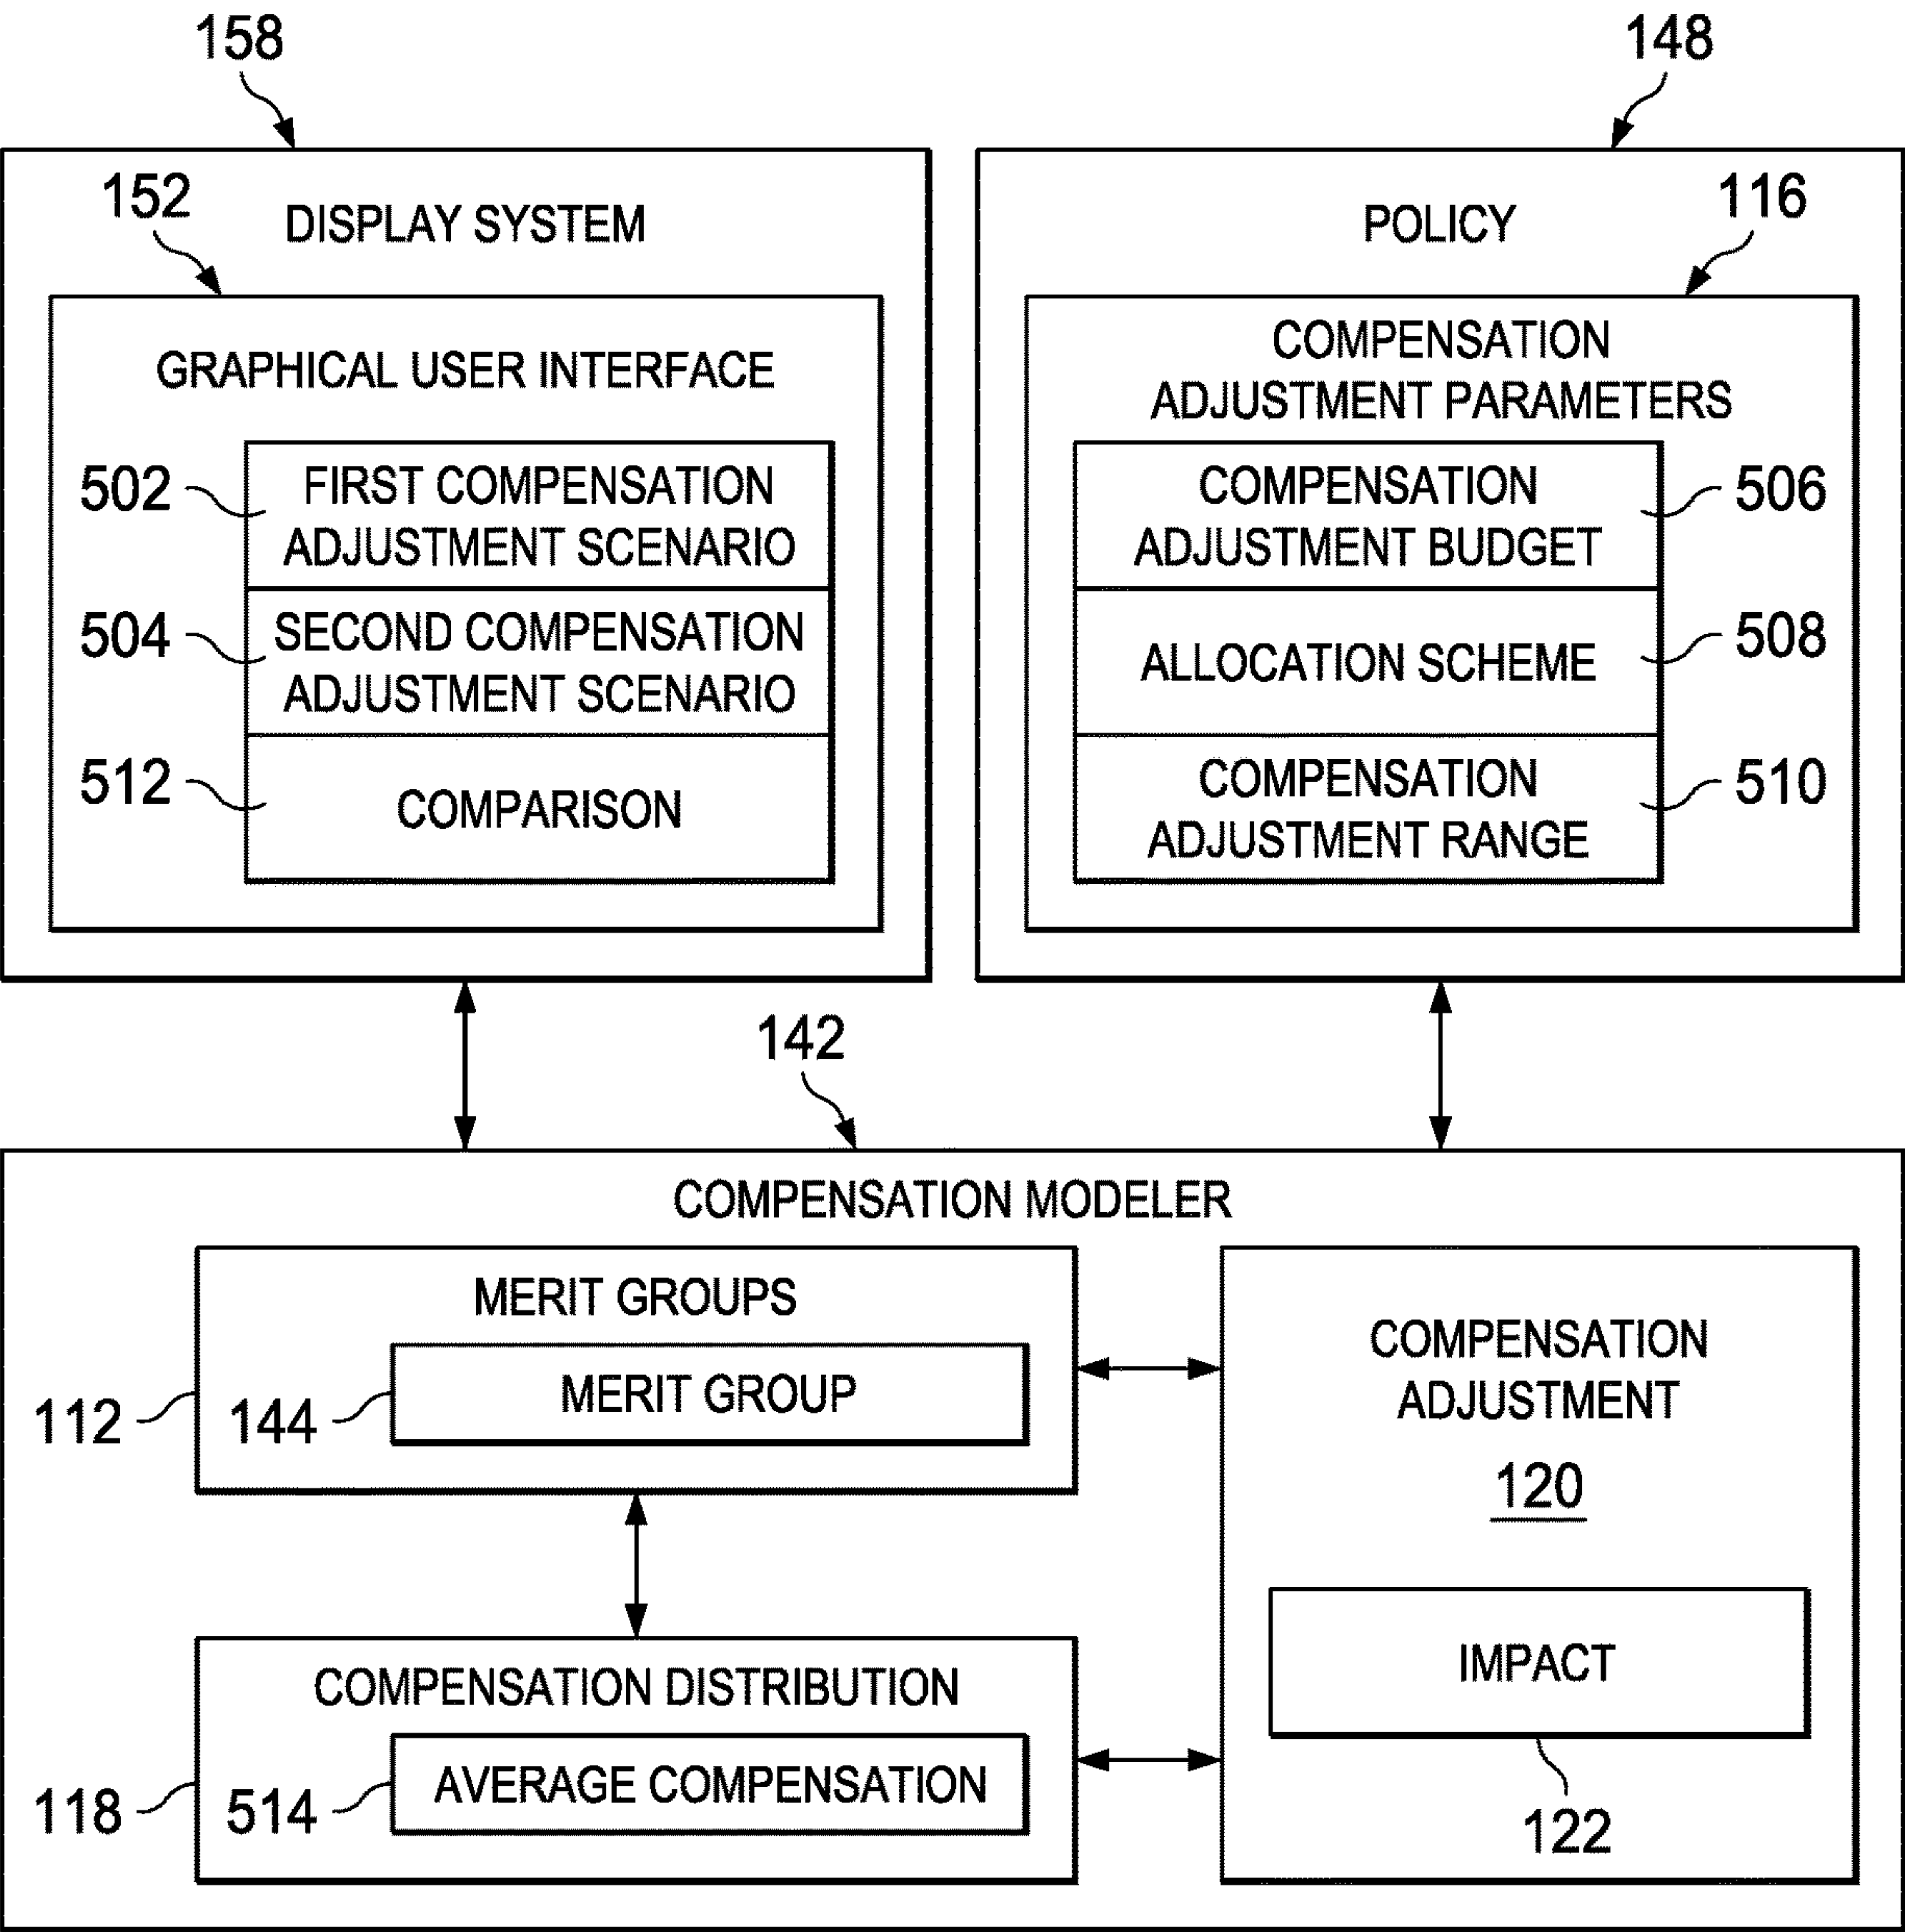 158
148
152
DISPLAY SYSTEM
GRAPHICAL USER INTERFACE
502
FIRST COMPENSATION
ADJUSTMENT SCENARIO
504
SECOND COMPENSATION
ADJUSTMENT SCENARIO
512
COMPARISON
POLICY
116
COMPENSATION
ADJUSTMENT PARAMETERS
COMPENSATION
ADJUSTMENT BUDGET
506
ALLOCATION SCHEME
508
COMPENSATION
ADJUSTMENT RANGE
510
142
COMPENSATION MODELER
MERIT GROUPS
112
144
MERIT GROUP
COMPENSATION
ADJUSTMENT
120
IMPACT
122
COMPENSATION DISTRIBUTION
118
514
AVERAGE COMPENSATION